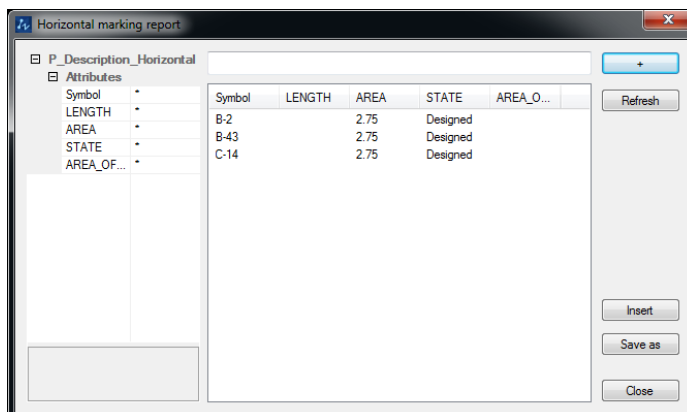 Horizontal marking report
P_Description_Horizontal
Attributes
Symbol *
LENGTH *
AREA *
STATE *
AREA_OF... *
Symbol LENGTH AREA STATE AREA_O...
B-2 2.75 Designed
B-43 2.75 Designed
C-14 2.75 Designed
+
Refresh
Insert
Save as
Close